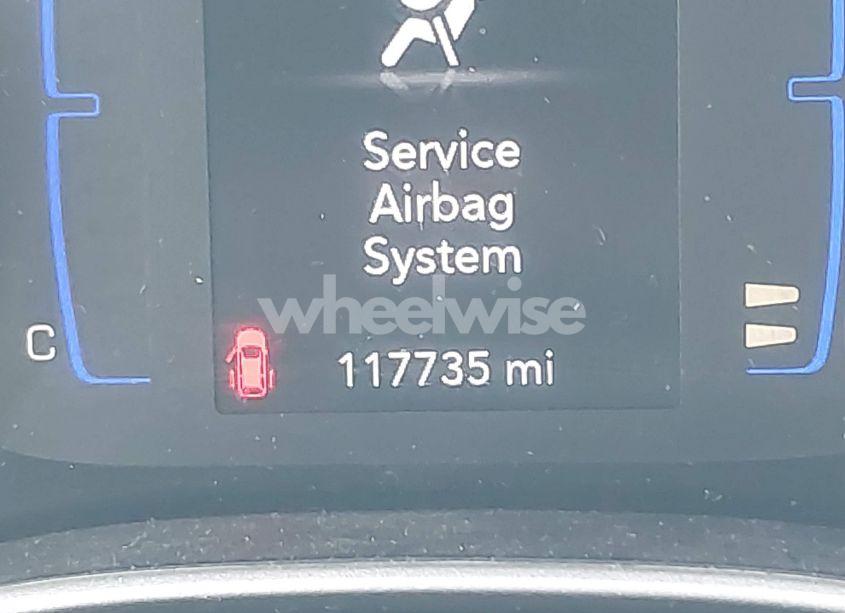 Service
Airbag
System
wheelwise
C
117735 mi